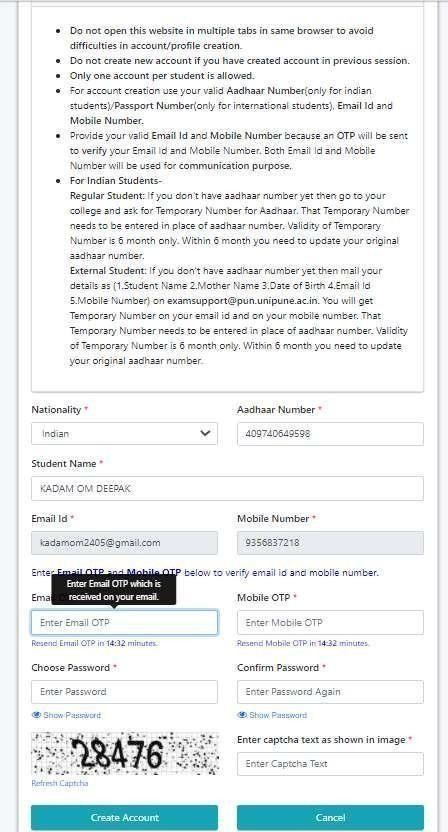 • Do not open this website in multiple tabs in same browser to avoid
difficulties in account/profile creation.
• Do not create new account if you have created account in previous session.
• Only one account per student is allowed.
• For account creation use your valid Aadhaar Number(only for indian
students)/Passport Number(only for international students), Email Id and
Mobile Number.
• Provide your valid Email Id and Mobile Number because an OTP will be sent
to verify your Email Id and Mobile Number. Both Email Id and Mobile
Number will be used for communication purpose.
• For Indian Students-
Regular Student: If you don't have aadhaar number yet then go to your
college and ask for Temporary Number for Aadhaar. That Temporary Number
needs to be entered in place of aadhaar number. Validity of Temporary
Number is 6 month only. Within 6 month you need to update your original
aadhaar number.
External Student: If you don't have aadhaar number yet then mail your
details as (1.Student Name 2.Mother Name 3.Date of Birth 4.Email Id
5.Mobile Number) on examsupport@pun.unipune.ac.in. You will get
Temporary Number on your email id and on your mobile number. That
Temporary Number needs to be entered in place of aadhaar number. Validity
of Temporary Number is 6 month only. Within 6 month you need to update
your original aadhaar number.
Nationality * Aadhaar Number *
Indian 409740649598
Student Name *
KADAM OM DEEPAK
Email Id * Mobile Number *
kadamom2405@gmail.com 9356837218
Enter Email OTP and Mobile OTP below to verify email id and mobile number.
Enter Email OTP which is
received on your email.
Mobile OTP *
Enter Email OTP Enter Mobile OTP
Resend Email OTP in 14:32 minutes. Resend Mobile OTP in 14:32 minutes.
Choose Password * Confirm Password *
Enter Password Enter Password Again
Show Password Show Password
28476
Enter captcha text as shown in image *
Enter Captcha Text
Refresh Captcha
Create Account Cancel